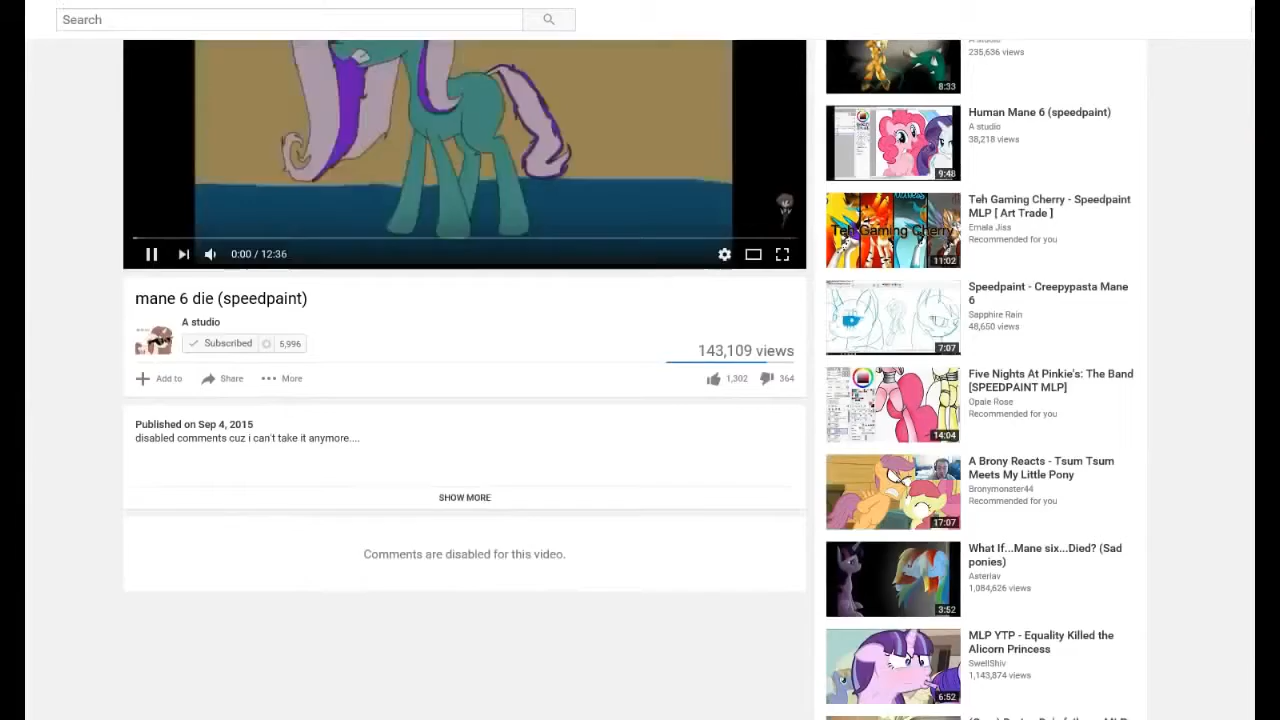 Search
0:00 / 12:36
mane 6 die (speedpaint)
A studio
Subscribed
5,996
143,109 views
Add to
Share
More
1,302
364
Published on Sep 4, 2015
disabled comments cuz i can't take it anymore....
SHOW MORE
Comments are disabled for this video.
A studio
235,636 views
8:33
Human Mane 6 (speedpaint)
A studio
38,218 views
9:48
Teh Gaming Cherry - Speedpaint
MLP [ Art Trade ]
Emala Jiss
Recommended for you
Teh Gaming Cherry
11:02
Speedpaint - Creepypasta Mane
6
Sapphire Rain
48,650 views
7:07
Five Nights At Pinkie's: The Band
[SPEEDPAINT MLP]
Opale Rose
Recommended for you
14:04
A Brony Reacts - Tsum Tsum
Meets My Little Pony
Bronymonster44
Recommended for you
17:07
What If...Mane six...Died? (Sad
ponies)
Asteriav
1,084,626 views
3:52
MLP YTP - Equality Killed the
Alicorn Princess
SwellShiv
1,143,874 views
6:52